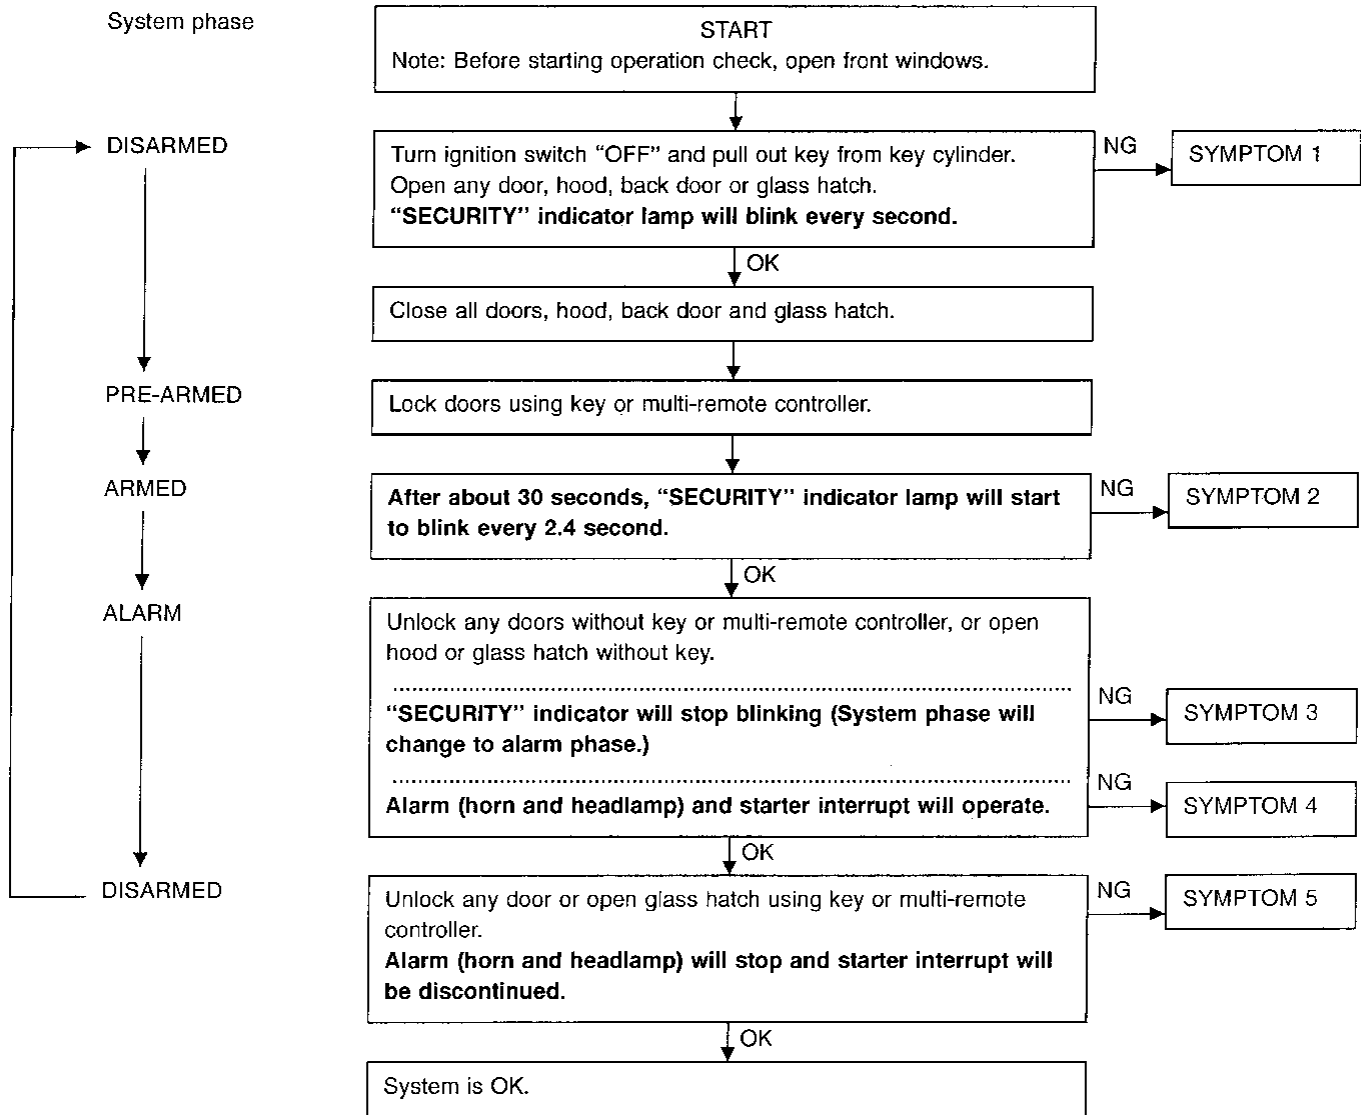 System phase
START
Note: Before starting operation check, open front windows.
DISARMED
Turn ignition switch “OFF” and pull out key from key cylinder.
Open any door, hood, back door or glass hatch.
“SECURITY” indicator lamp will blink every second.
NG
SYMPTOM 1
OK
Close all doors, hood, back door and glass hatch.
PRE-ARMED
Lock doors using key or multi-remote controller.
ARMED
After about 30 seconds, “SECURITY” indicator lamp will start
to blink every 2.4 second.
NG
SYMPTOM 2
OK
ALARM
Unlock any doors without key or multi-remote controller, or open
hood or glass hatch without key.
“SECURITY” indicator will stop blinking (System phase will
change to alarm phase.)
NG
SYMPTOM 3
Alarm (horn and headlamp) and starter interrupt will operate.
NG
SYMPTOM 4
OK
DISARMED
Unlock any door or open glass hatch using key or multi-remote
controller.
Alarm (horn and headlamp) will stop and starter interrupt will
be discontinued.
NG
SYMPTOM 5
OK
System is OK.